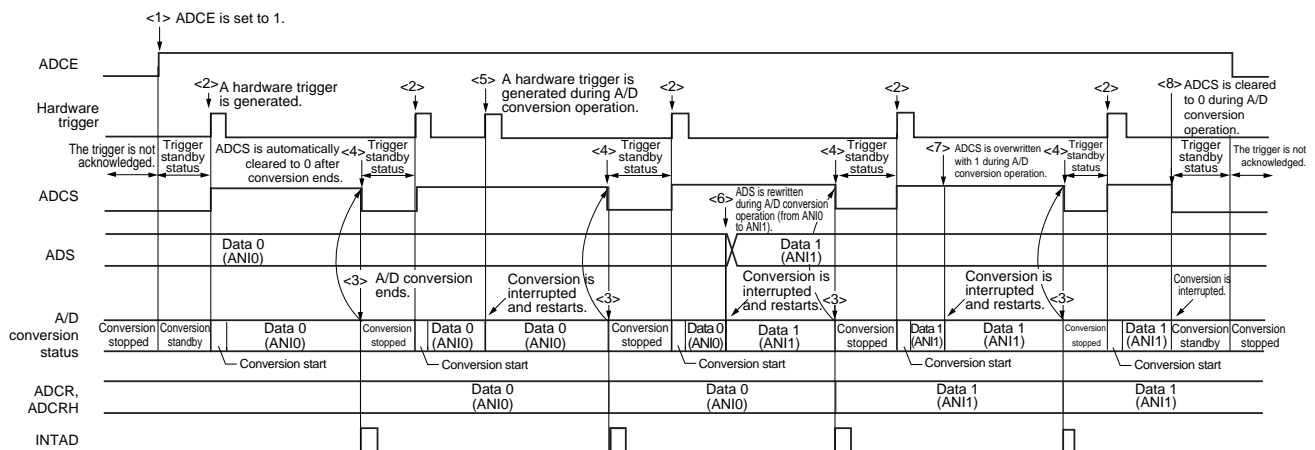 <1> ADCE is set to 1.
ADCE
<2> A hardware trigger
is generated.
<2>
<5> A hardware trigger is
generated during A/D
conversion operation.
<2>
<2>
<2>
<8> ADCS is cleared
to 0 during A/D
conversion
operation.
Hardware
trigger
The trigger is not
acknowledged.
Trigger
standby
status
ADCS is automatically
cleared to 0 after
conversion ends.
<4>
Trigger
standby
status
<4>
Trigger
standby
status
<4>
Trigger
standby
status
<7> ADCS is overwritten
with 1 during A/D
conversion operation.
<4>
Trigger
standby
status
Trigger
standby
status
The trigger is not
acknowledged.
ADCS
<6>
ADS is rewritten
during A/D conversion
operation (from ANI0
to ANI1).
ADS
Data 0
(ANI0)
Data 1
(ANI1)
<3> A/D conversion
ends.
Conversion is
interrupted
and restarts.
<3>
Conversion is
interrupted
and restarts.
<3>
Conversion is
interrupted
and restarts.
<3>
Conversion is
interrupted.
A/D
conversion
status
Conversion
stopped
Conversion
standby
Data 0
(ANI0)
Conversion
stopped
Data 0
(ANI0)
Data 0
(ANI0)
Conversion
stopped
Data 0
(ANI0)
Data 1
(ANI1)
Conversion
stopped
Data 1
(ANI1)
Data 1
(ANI1)
Conversion
stopped
Data 1
(ANI1)
Conversion
standby
Conversion
stopped
Conversion start
Conversion start
Conversion start
Conversion start
Conversion start
ADCR,
ADCRH
Data 0
(ANI0)
Data 0
(ANI0)
Data 1
(ANI1)
Data 1
(ANI1)
INTAD